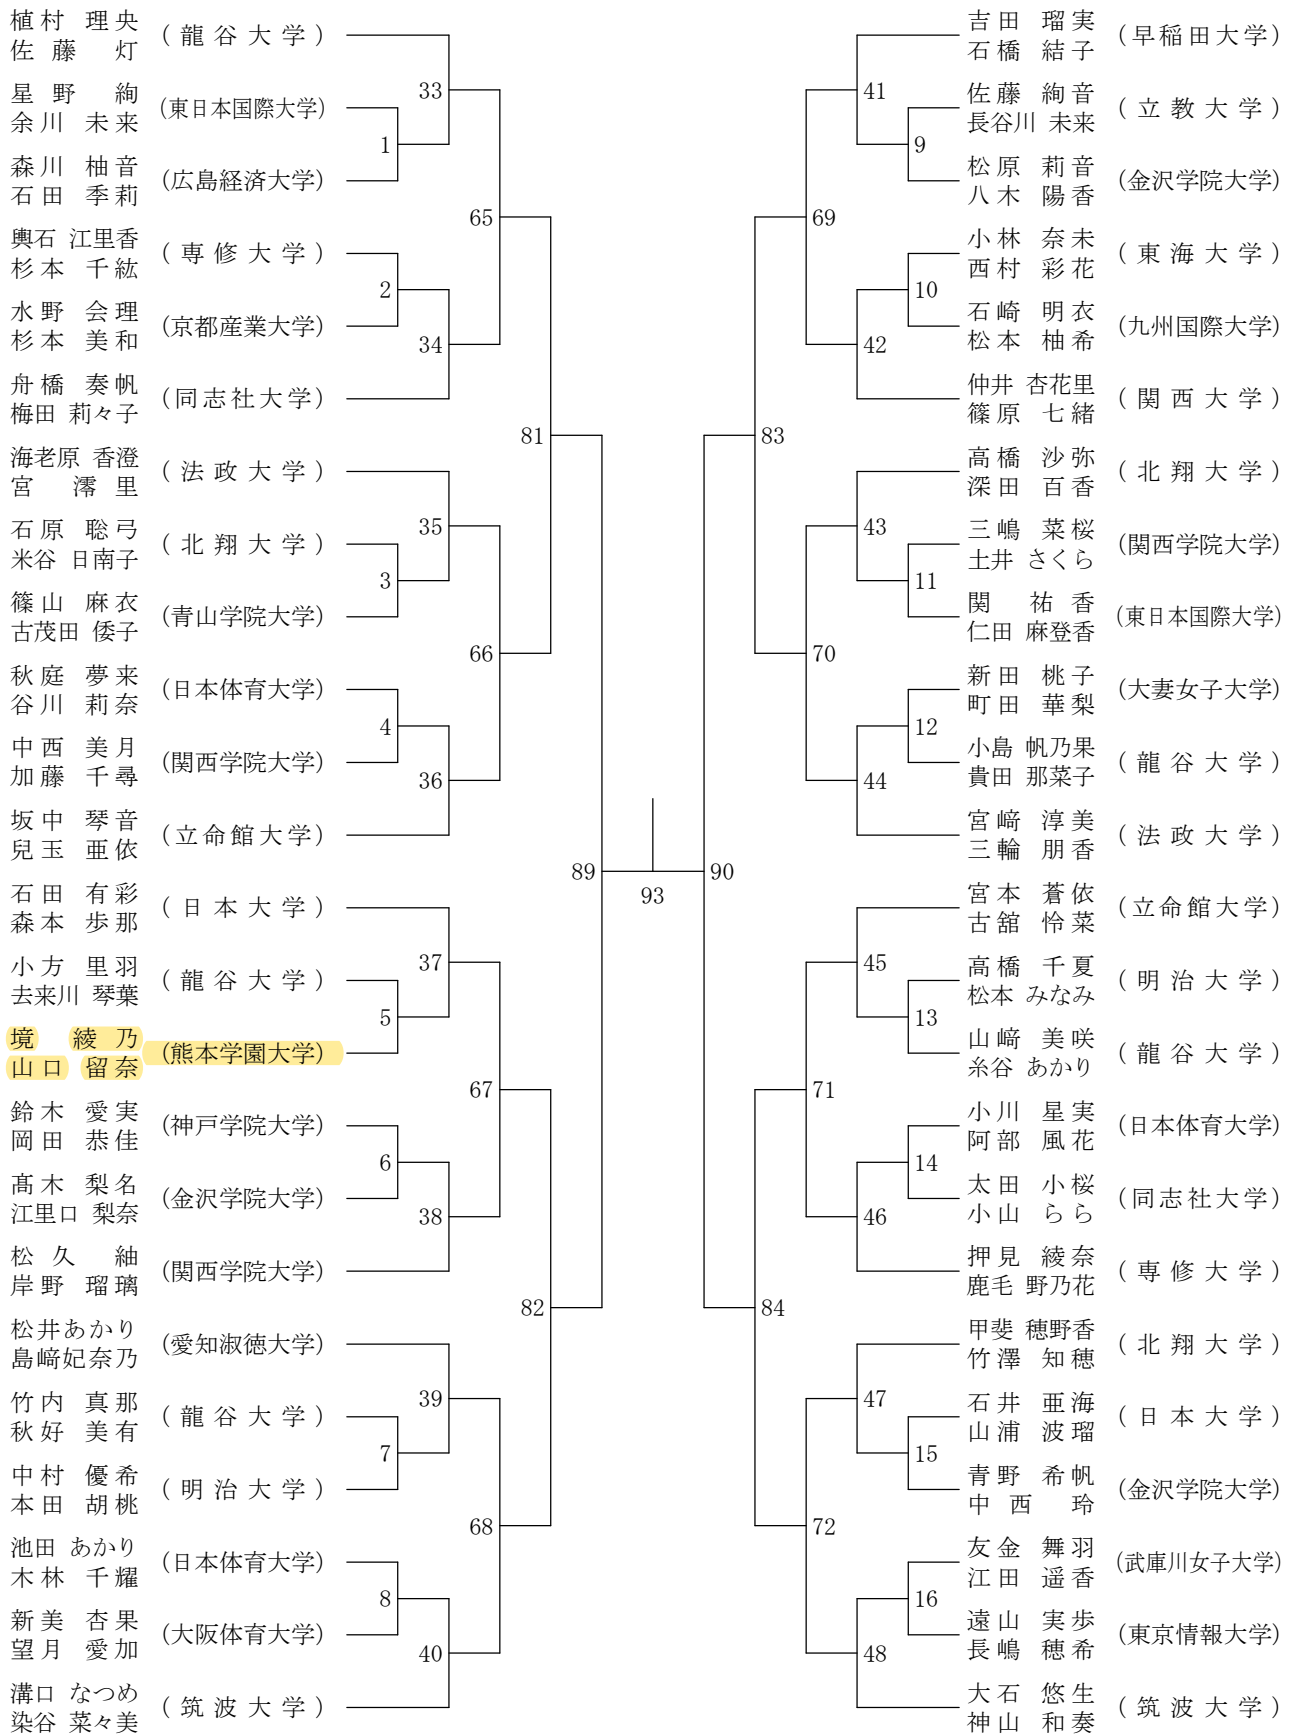 植村 理央
佐藤 灯
(龍谷大学)
星野 絢
余川 未来
(東日本国際大学)
森川 柚音
石田 季莉
(広島経済大学)
輿石 江里香
杉本 千紘
(専修大学)
水野 会理
杉本 美和
(京都産業大学)
舟橋 奏帆
梅田 莉々子
(同志社大学)
海老原 香澄
宮 澪里
(法政大学)
石原 聡弓
米谷 日南子
(北翔大学)
篠山 麻衣
古茂田 倭子
(青山学院大学)
秋庭 夢来
谷川 莉奈
(日本体育大学)
中西 美月
加藤 千尋
(関西学院大学)
坂中 琴音
兒玉 亜依
(立命館大学)
石田 有彩
森本 歩那
(日本大学)
小方 里羽
去来川 琴葉
(龍谷大学)
境 綾乃
山口 留奈
(熊本学園大学)
鈴木 愛実
岡田 恭佳
(神戸学院大学)
髙木 梨名
江里口 梨奈
(金沢学院大学)
松久 紬
岸野 瑠璃
(関西学院大学)
松井あかり
島﨑妃奈乃
(愛知淑徳大学)
竹内 真那
秋好 美有
(龍谷大学)
中村 優希
本田 胡桃
(明治大学)
池田 あかり
木林 千耀
(日本体育大学)
新美 杏果
望月 愛加
(大阪体育大学)
溝口 なつめ
染谷 菜々美
(筑波大学)
33
1
65
2
34
81
35
3
66
4
36
89
37
5
67
6
38
82
39
7
68
8
40
93
90
41
9
69
10
42
83
43
11
70
12
44
45
13
71
14
46
84
47
15
72
16
48
吉田 瑠実
石橋 結子
(早稲田大学)
佐藤 絢音
長谷川 未来
(立教大学)
松原 莉音
八木 陽香
(金沢学院大学)
小林 奈未
西村 彩花
(東海大学)
石崎 明衣
松本 柚希
(九州国際大学)
仲井 杏花里
篠原 七緒
(関西大学)
高橋 沙弥
深田 百香
(北翔大学)
三嶋 菜桜
土井 さくら
(関西学院大学)
関 祐香
仁田 麻登香
(東日本国際大学)
新田 桃子
町田 華梨
(大妻女子大学)
小島 帆乃果
貴田 那菜子
(龍谷大学)
宮﨑 淳美
三輪 朋香
(法政大学)
宮本 蒼依
古舘 怜菜
(立命館大学)
高橋 千夏
松本 みなみ
(明治大学)
山﨑 美咲
糸谷 あかり
(龍谷大学)
小川 星実
阿部 風花
(日本体育大学)
太田 小桜
小山 らら
(同志社大学)
押見 綾奈
鹿毛 野乃花
(専修大学)
甲斐 穂野香
竹澤 知穂
(北翔大学)
石井 亜海
山浦 波瑠
(日本大学)
青野 希帆
中西 玲
(金沢学院大学)
友金 舞羽
江田 遥香
(武庫川女子大学)
遠山 実歩
長嶋 穂希
(東京情報大学)
大石 悠生
神山 和奏
(筑波大学)